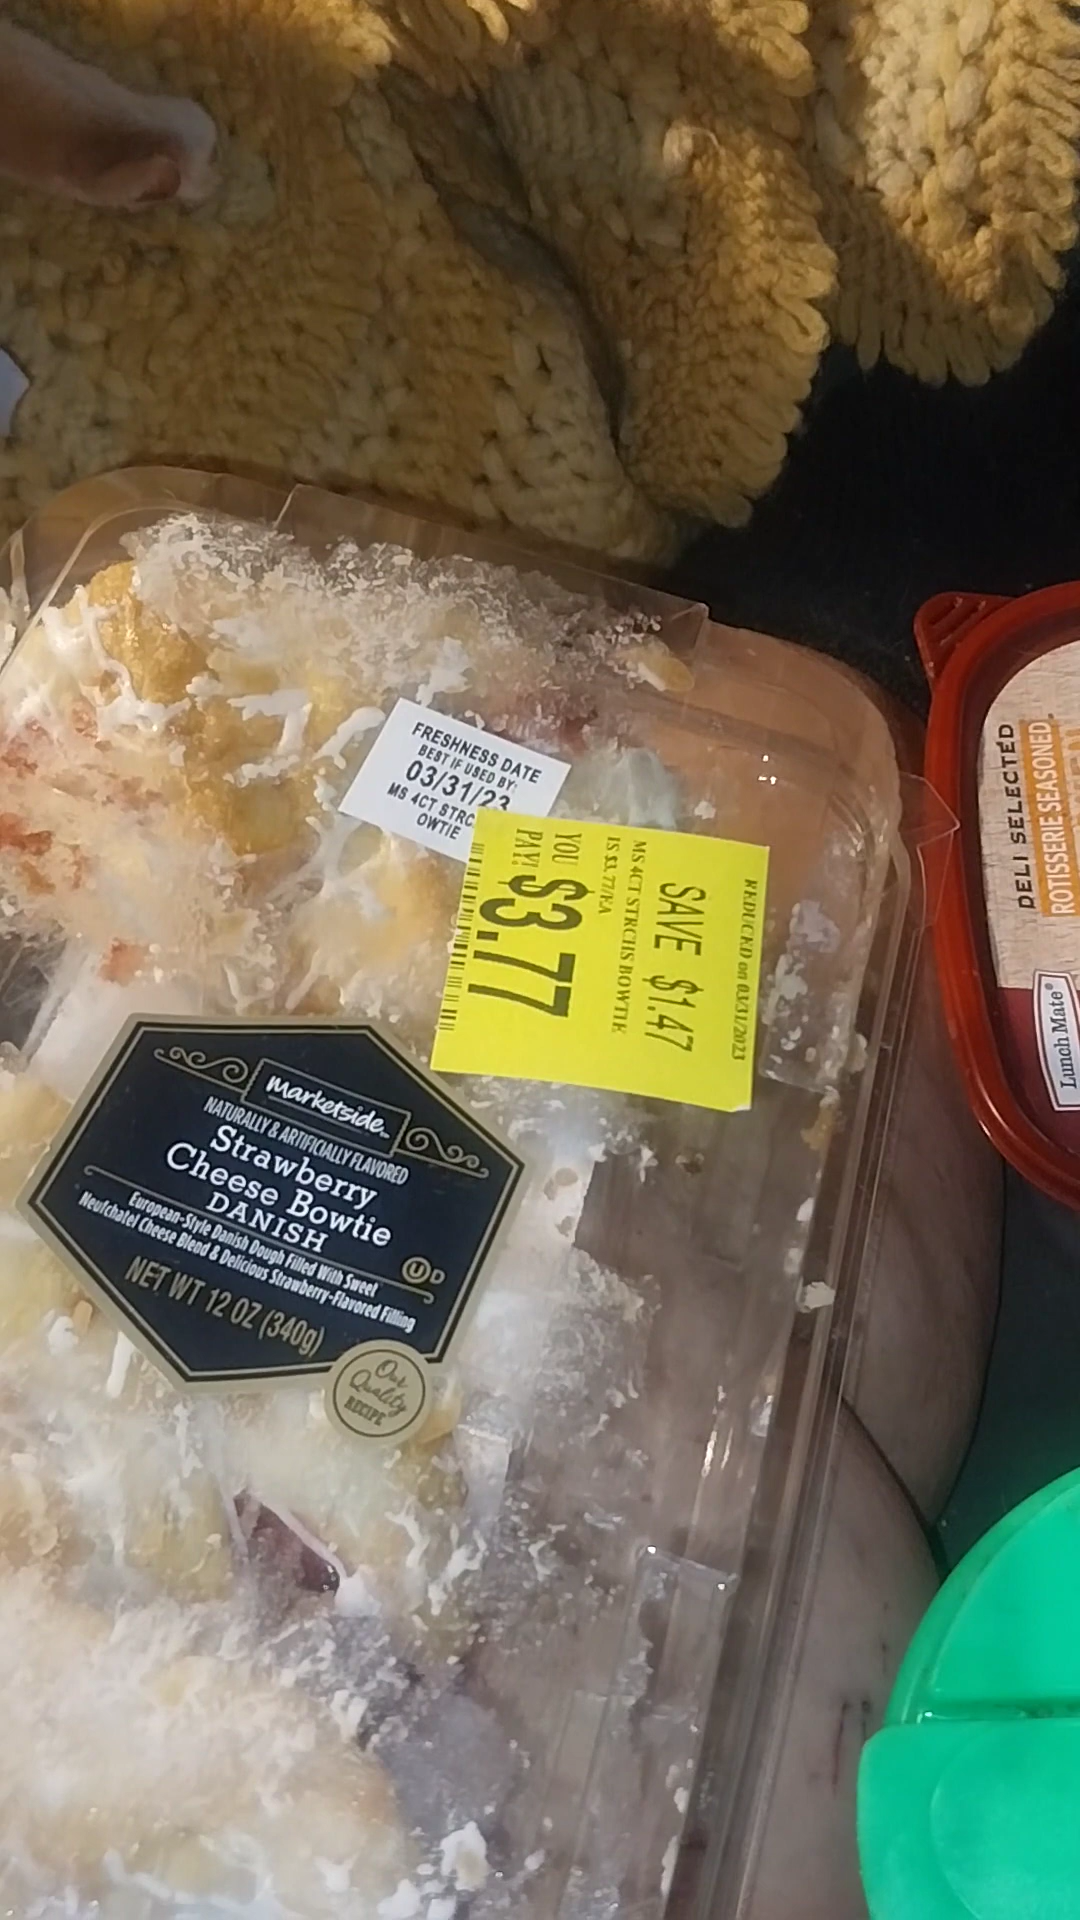 FRESHNESS DATE
BEST IF USED BY:
03/31/23
MS 4CT STRC
OWTIE
REDUCED on 03/31/2023
SAVE $1.47
MS 4CT STRCHS BOWTIE
IS $3.77/EA
YOU
PAY! $3.77
marketside
NATURALLY & ARTIFICIALLY FLAVORED
Strawberry
Cheese Bowtie
DANISH
European-Style Danish Dough Filled With Sweet
Neufchatel Cheese Blend & Delicious Strawberry-Flavored Filling
U D
NET WT 12 OZ (340g)
Our
Quality
RECIPE
DELI SELECTED
ROTISSERIE SEASONED
Lunch Mate®